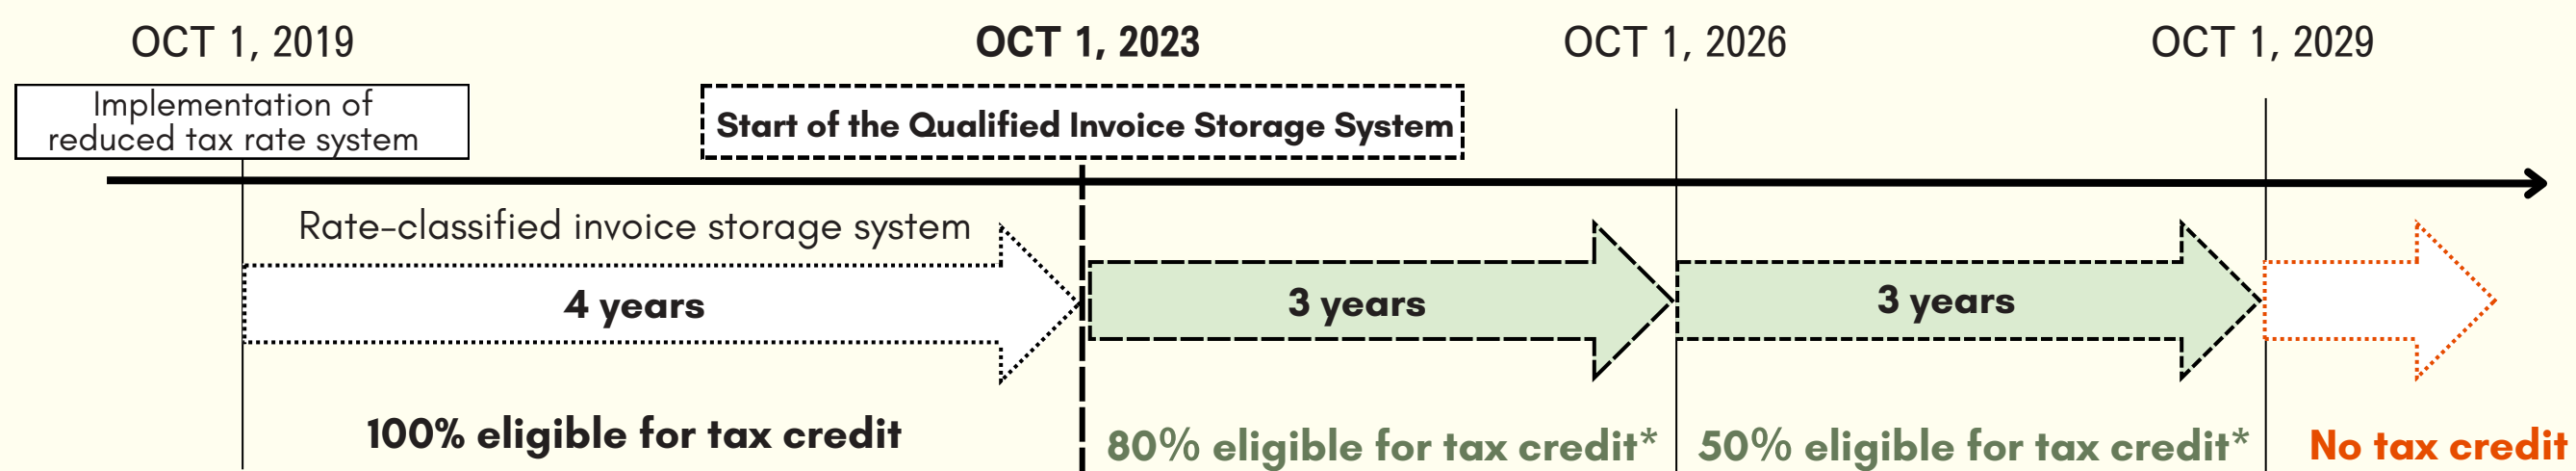 OCT 1, 2019
OCT 1, 2023
OCT 1, 2026
OCT 1, 2029
Implementation of
reduced tax rate system
Start of the Qualified Invoice Storage System
Rate-classified invoice storage system
4 years
3 years
3 years
100% eligible for tax credit
80% eligible for tax credit*
50% eligible for tax credit*
No tax credit